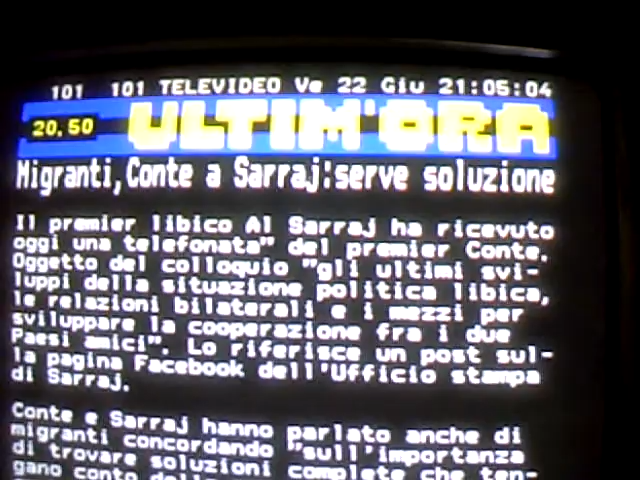 101 101 TELEVIDEO Ve 22 Giu 21:05:04
20.50 ULTIM'ORA
Migranti,Conte a Sarraj:serve soluzione
Il premier libico Al Sarraj ha ricevuto
oggi una telefonata" del premier Conte.
Oggetto del colloquio "gli ultimi svi-
luppi della situazione politica libica,
le relazioni bilaterali e i mezzi per
sviluppare la cooperazione fra i due
Paesi amici". Lo riferisce un post sul-
la pagina Facebook dell'Ufficio stampa
di Sarraj.
Conte e Sarraj hanno parlato anche di
migranti concordando "sull'importanza
di trovare soluzioni complete che ten-
gano conto